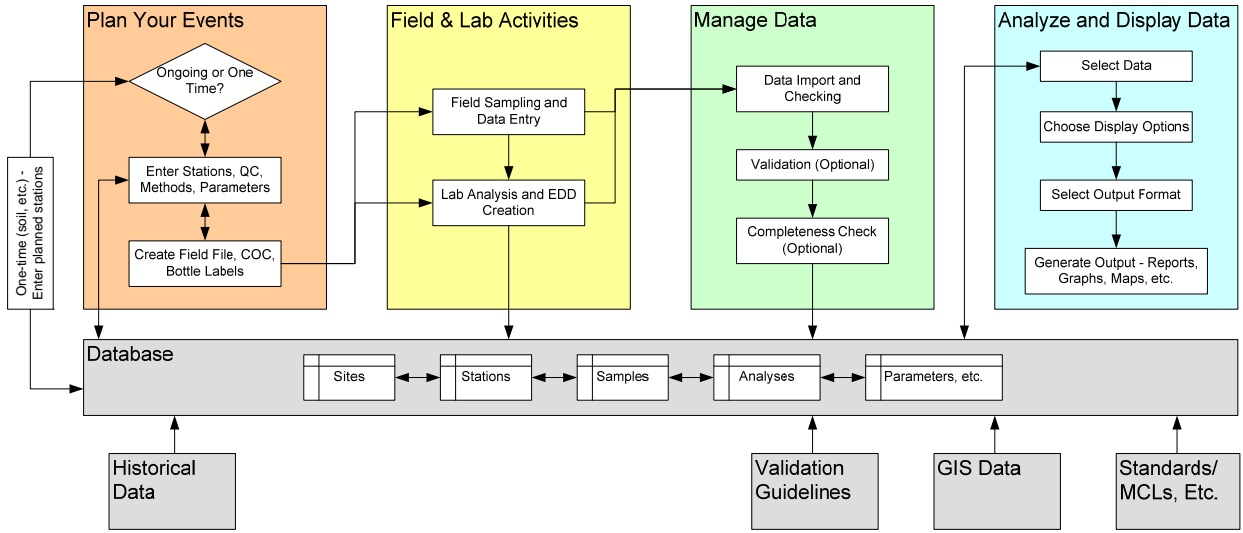 Plan Your Events
Ongoing or One
Time?
Enter Stations, QC,
Methods, Parameters
Create Field File, COC,
Bottle Labels
One-time (soil, etc.) -
Enter planned stations
Field & Lab Activities
Field Sampling and
Data Entry
Lab Analysis and EDD
Creation
Manage Data
Data Import and
Checking
Validation (Optional)
Completeness Check
(Optional)
Analyze and Display Data
Select Data
Choose Display Options
Select Output Format
Generate Output - Reports,
Graphs, Maps, etc.
Database
Sites
Stations
Samples
Analyses
Parameters, etc.
Historical
Data
Validation
Guidelines
GIS Data
Standards/
MCLs, Etc.